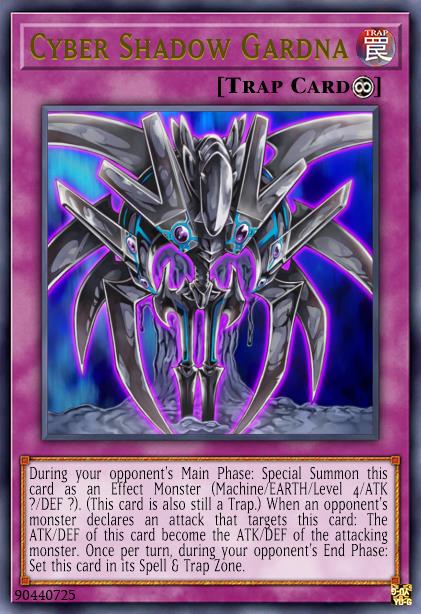 CYBER SHADOW GARDNA
TRAP
罠
[TRAP CARD]
During your opponent's Main Phase: Special Summon this
card as an Effect Monster (Machine/EARTH/Level 4/ATK
?/DEF ?). (This card is also still a Trap.) When an opponent's
monster declares an attack that targets this card: The
ATK/DEF of this card become the ATK/DEF of the attacking
monster. Once per turn, during your opponent's End Phase:
Set this card in its Spell & Trap Zone.
90440725